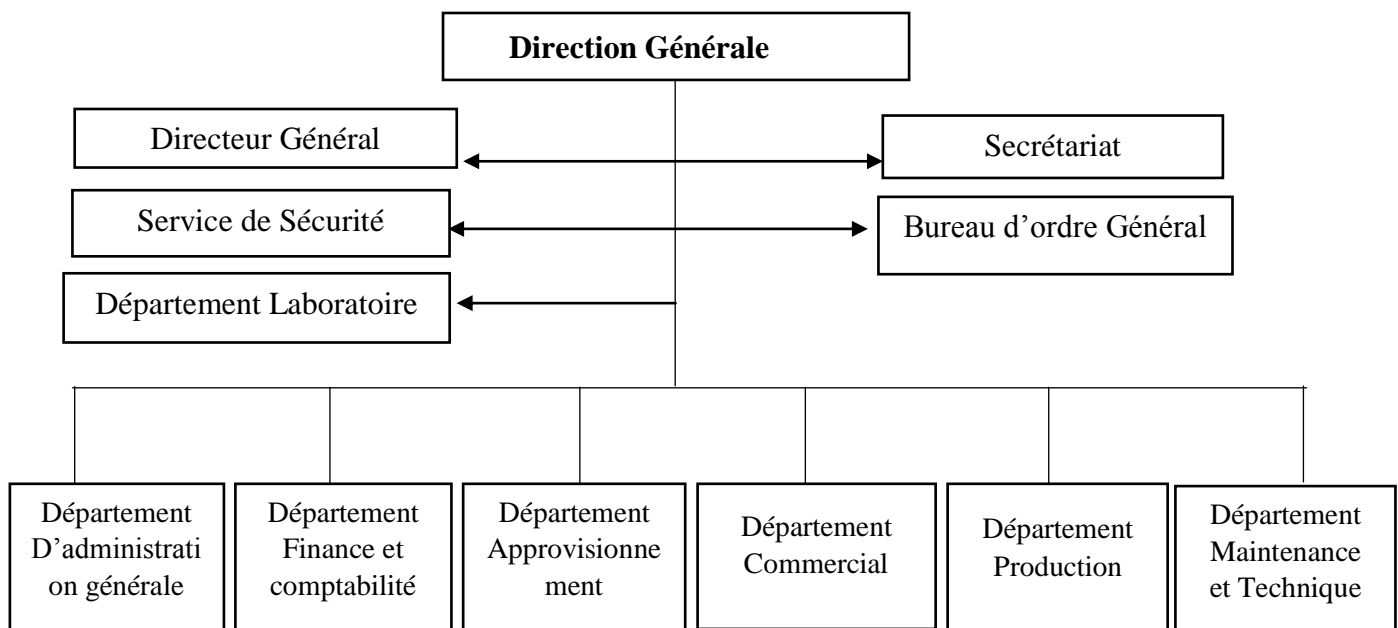 Direction Générale
Directeur Général
Secrétariat
Service de Sécurité
Bureau d’ordre Général
Département Laboratoire
Département
D’administrati
on générale
Département
Finance et
comptabilité
Département
Approvisionne
ment
Département
Commercial
Département
Production
Département
Maintenance
et Technique